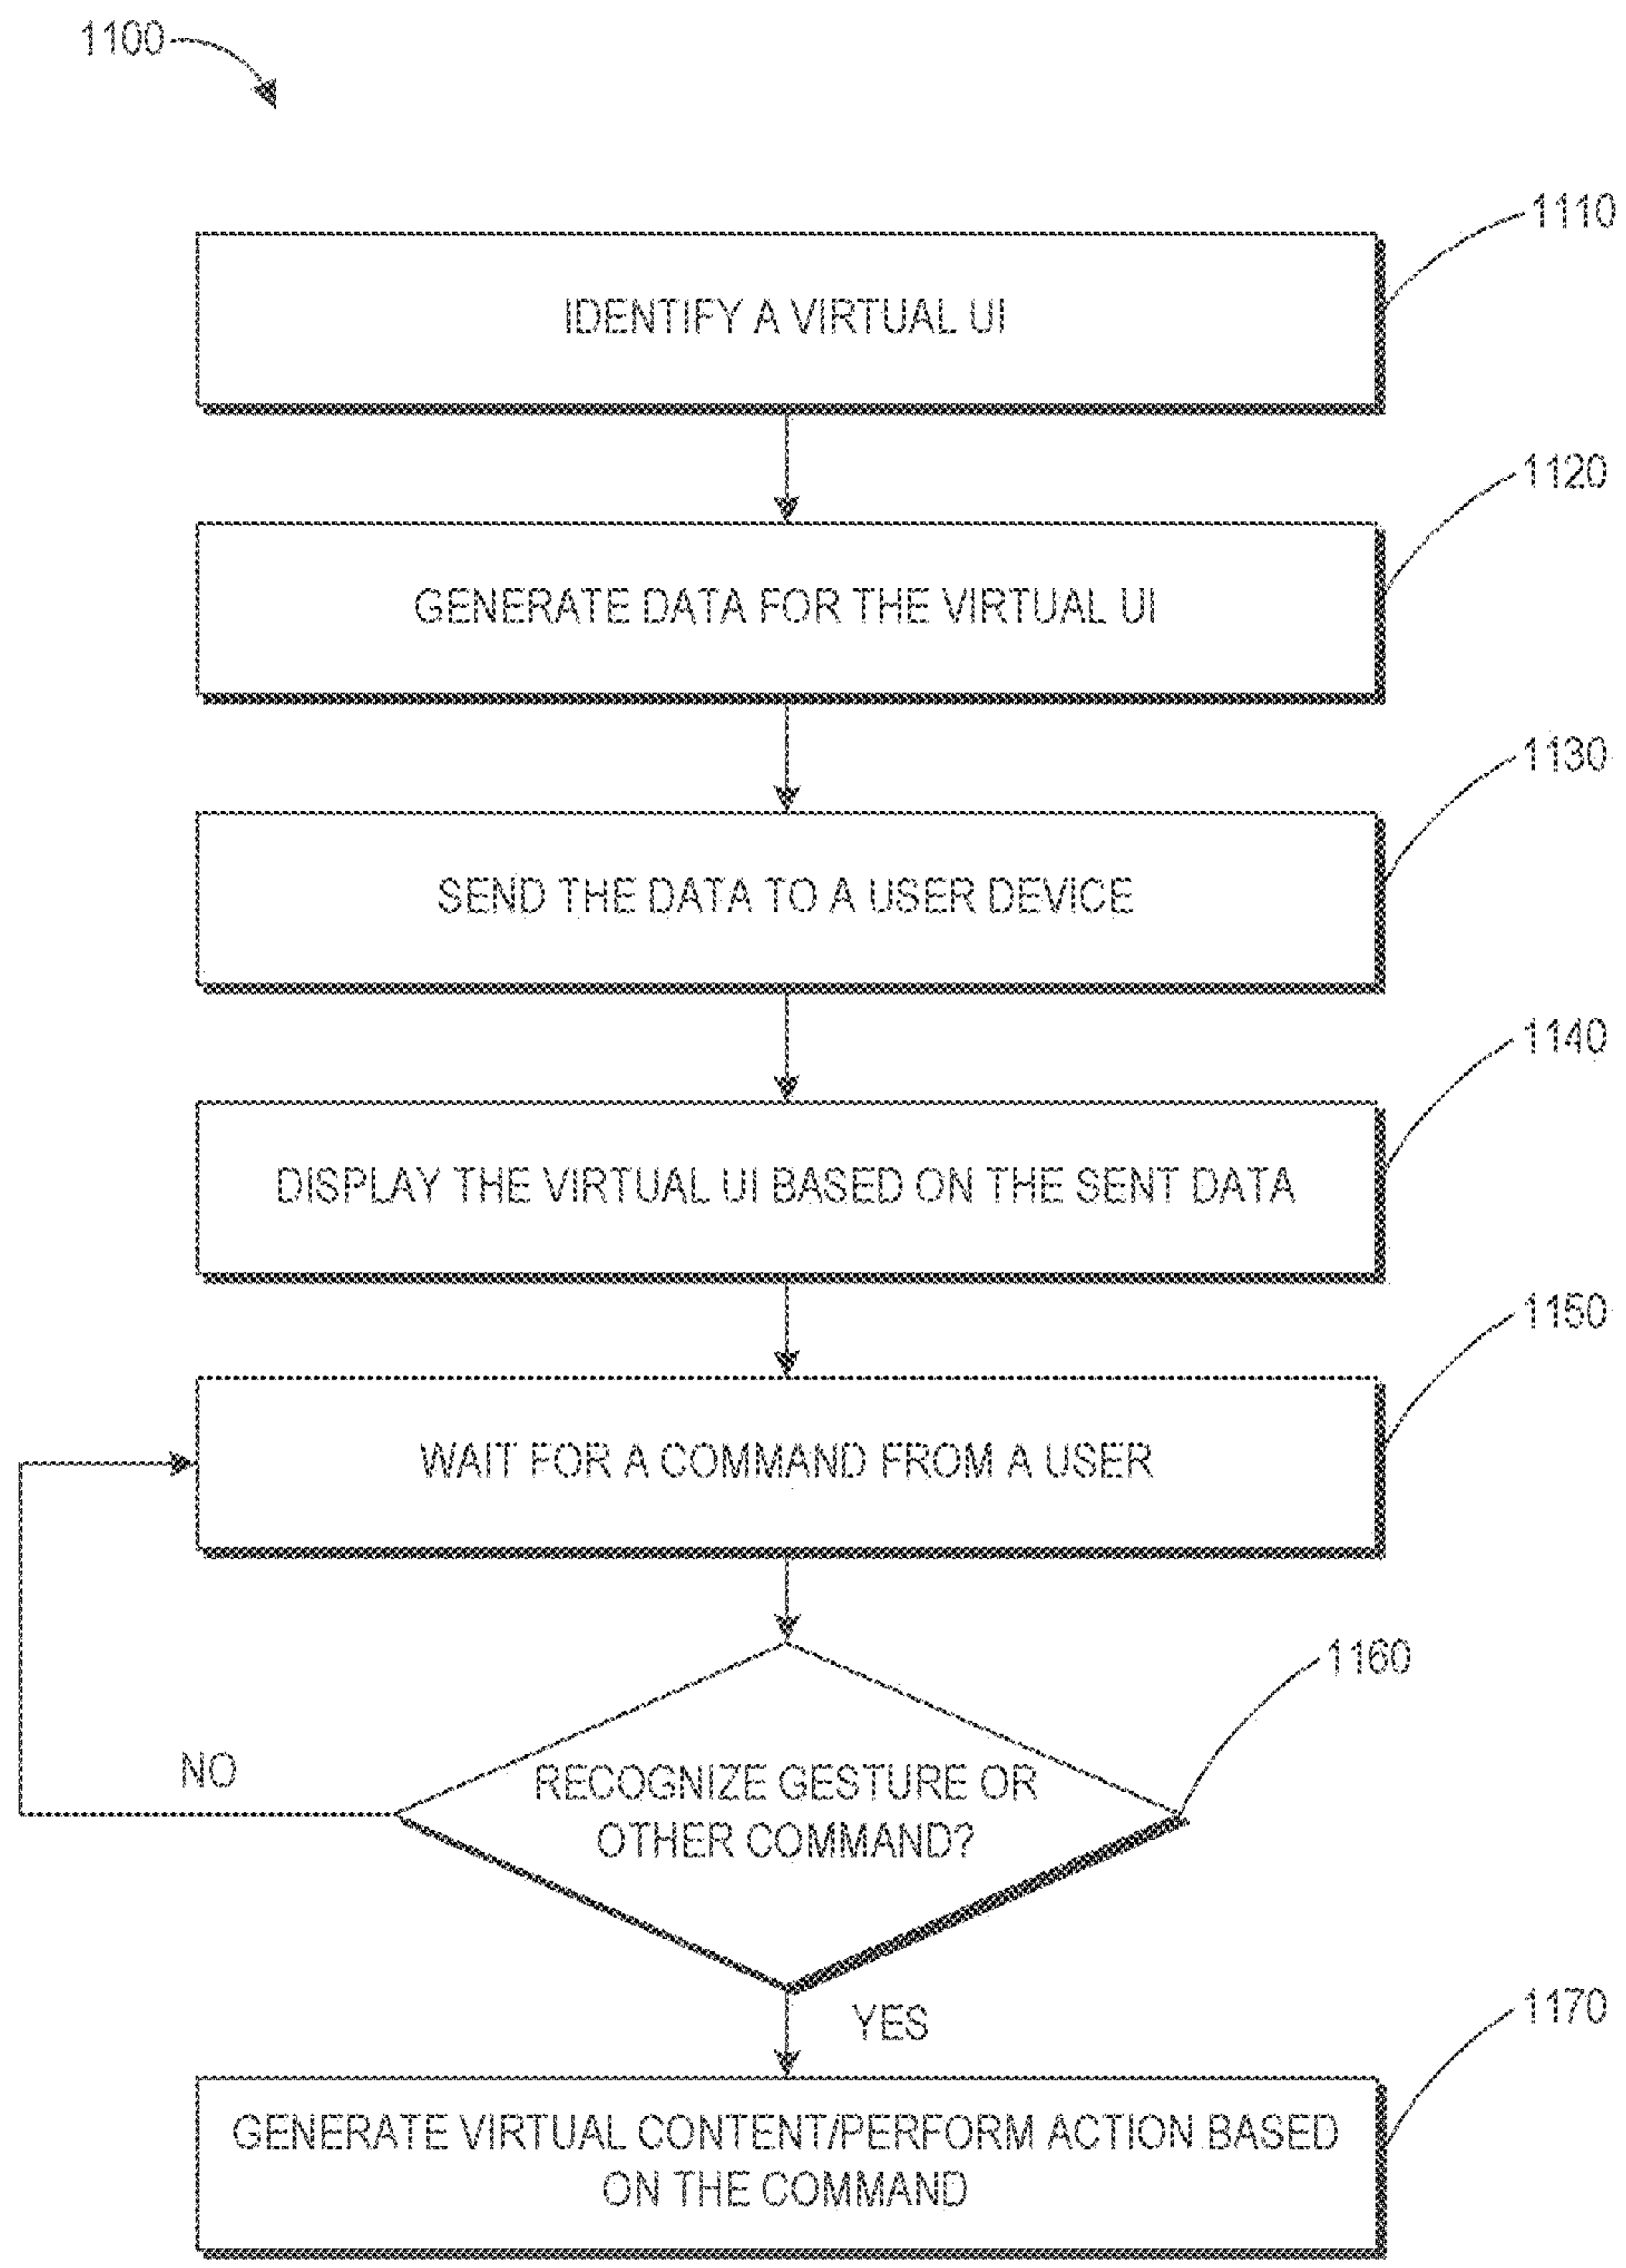 1100
1110
IDENTIFY A VIRTUAL UI
1120
GENERATE DATA FOR THE VIRTUAL UI
1130
SEND THE DATA TO A USER DEVICE
1140
DISPLAY THE VIRTUAL UI BASED ON THE SENT DATA
1150
WAIT FOR A COMMAND FROM A USER
1160
NO
RECOGNIZE GESTURE OR
OTHER COMMAND?
YES
1170
GENERATE VIRTUAL CONTENT/PERFORM ACTION BASED
ON THE COMMAND